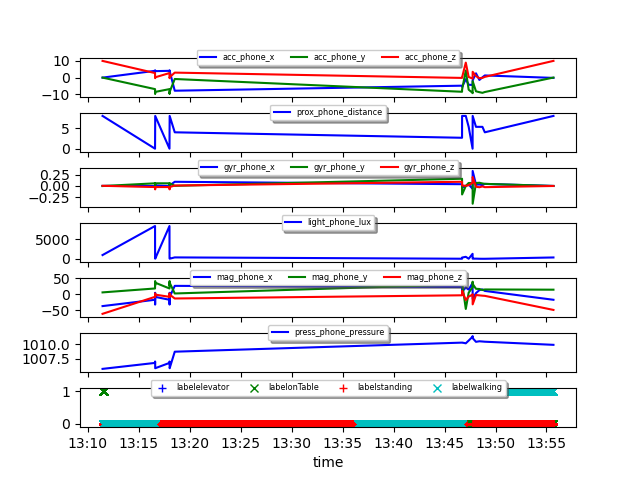 acc_phone_x acc_phone_y acc_phone_z
10
0
−10
prox_phone_distance
5
0
gyr_phone_x gyr_phone_y gyr_phone_z
0.25
0.00
−0.25
light_phone_lux
5000
0
mag_phone_x mag_phone_y mag_phone_z
50
0
−50
press_phone_pressure
1010.0
1007.5
labelelevator labelonTable labelstanding labelwalking
1
0
13:10 13:15 13:20 13:25 13:30 13:35 13:40 13:45 13:50 13:55
time